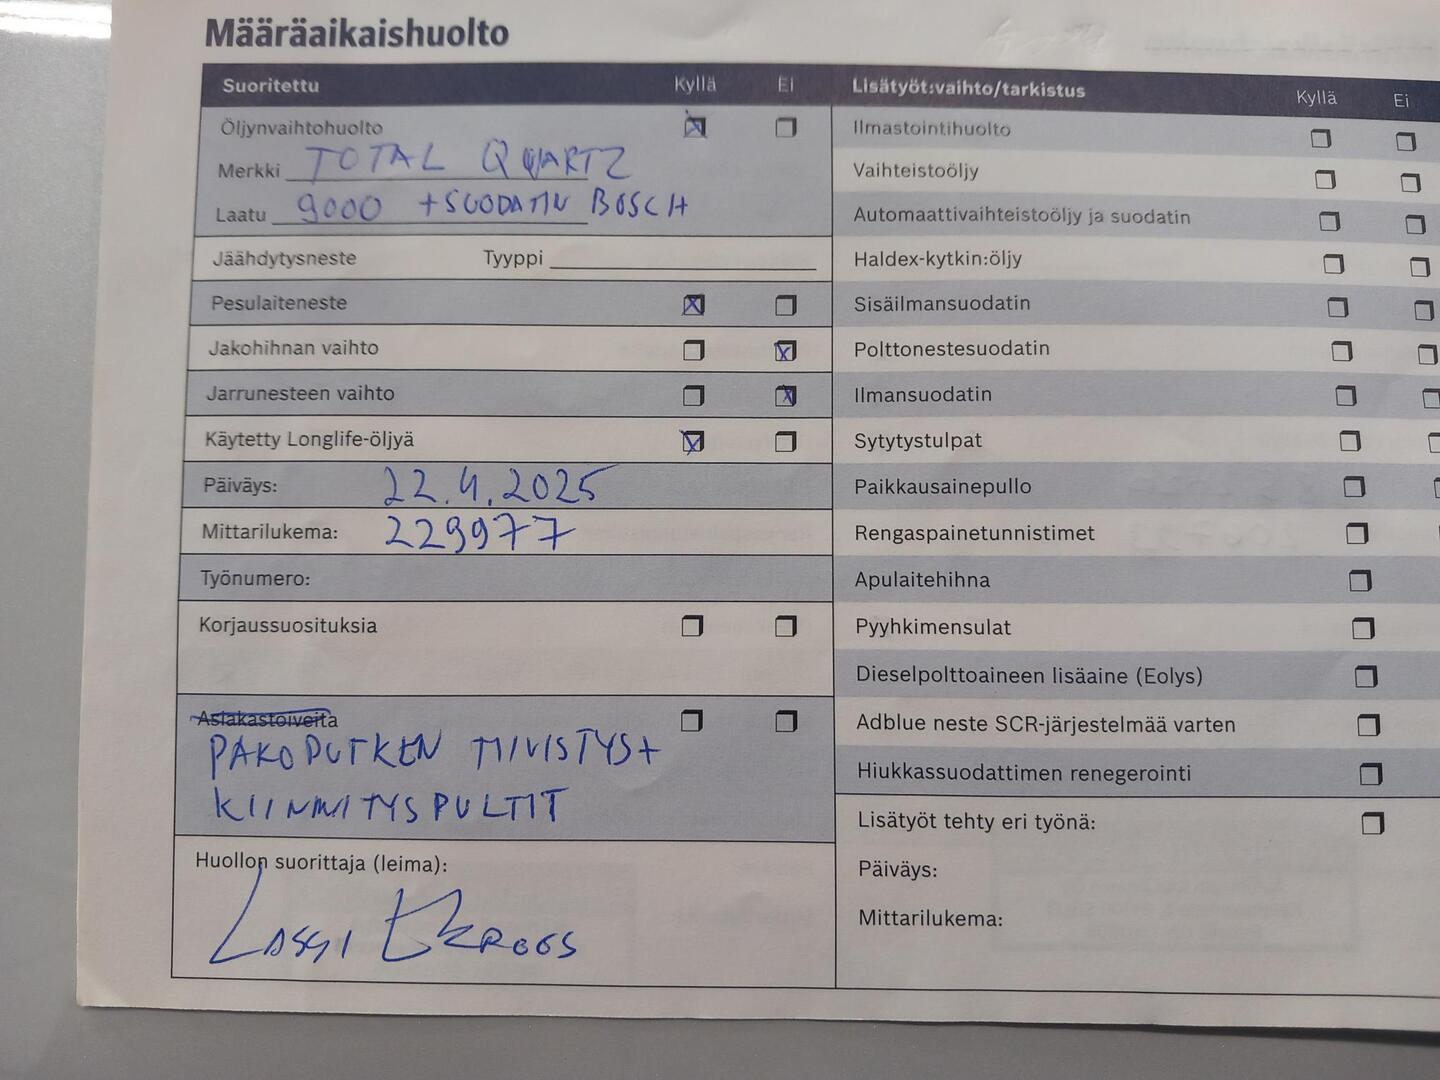 Määräaikaishuolto
Suoritettu Kyllä Ei
Öljynvaihtohuolto
Merkki TOTAL QUARTZ
Laatu 9000 +SUODATIN BOSCH
Jäähdytysneste Tyyppi
Pesulaiteneste
Jakohihnan vaihto
Jarrunesteen vaihto
Käytetty Longlife-öljyä
Päiväys: 22.4.2025
Mittarilukema: 229977
Työnumero:
Korjaussuosituksia
Asiakastoiveita
PAKOPUTKEN TIIVISTYS+
KIINNITYSPULTIT
Huollon suorittaja (leima):
LASSI
Lisätyöt:vaihto/tarkistus Kyllä Ei
Ilmastointihuolto
Vaihteistoöljy
Automaattivaihteistoöljy ja suodatin
Haldex-kytkin:öljy
Sisäilmansuodatin
Polttonestesuodatin
Ilmansuodatin
Sytytystulpat
Paikkausainepullo
Rengaspainetunnistimet
Apulaitehihna
Pyyhkimensulat
Dieselpolttoaineen lisäaine (Eolys)
Adblue neste SCR-järjestelmää varten
Hiukkassuodattimen renegerointi
Lisätyöt tehty eri työnä:
Päiväys:
Mittarilukema: